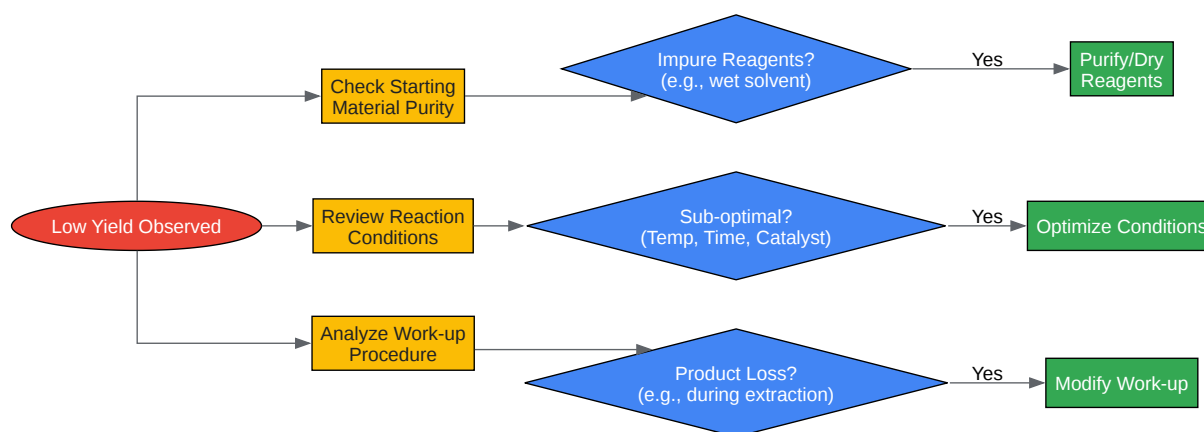 Impure Reagents?
(e.g., wet solvent)
Yes
Purify/Dry
Reagents
Check Starting
Material Purity
Low Yield Observed
Review Reaction
Conditions
Sub-optimal?
(Temp, Time, Catalyst)
Yes
Optimize Conditions
Analyze Work-up
Procedure
Product Loss?
(e.g., during extraction)
Yes
Modify Work-up